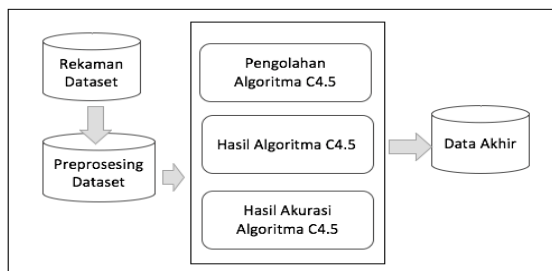 Rekaman
Dataset
Preprosesing
Dataset
Pengolahan
Algoritma C4.5
Hasil Algoritma C4.5
Hasil Akurasi
Algoritma C4.5
Data Akhir